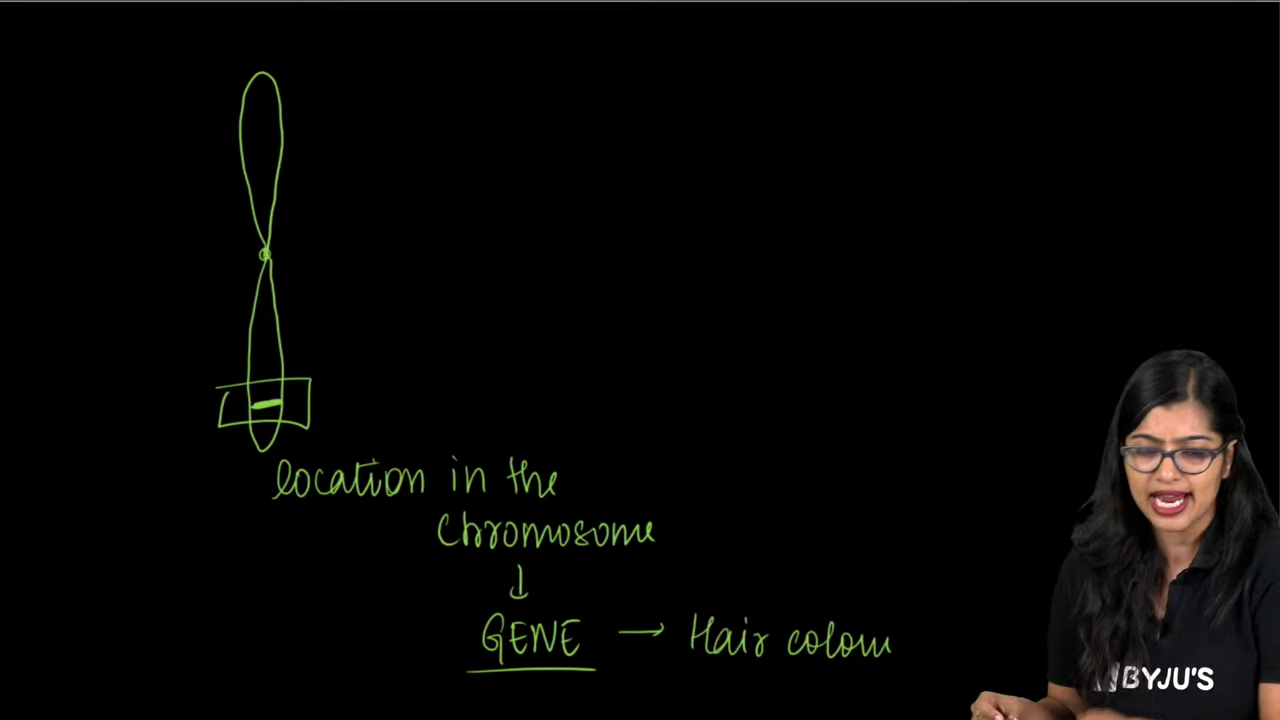 location in the
chromosome
↓
GENE → Hair colour
BYJU'S